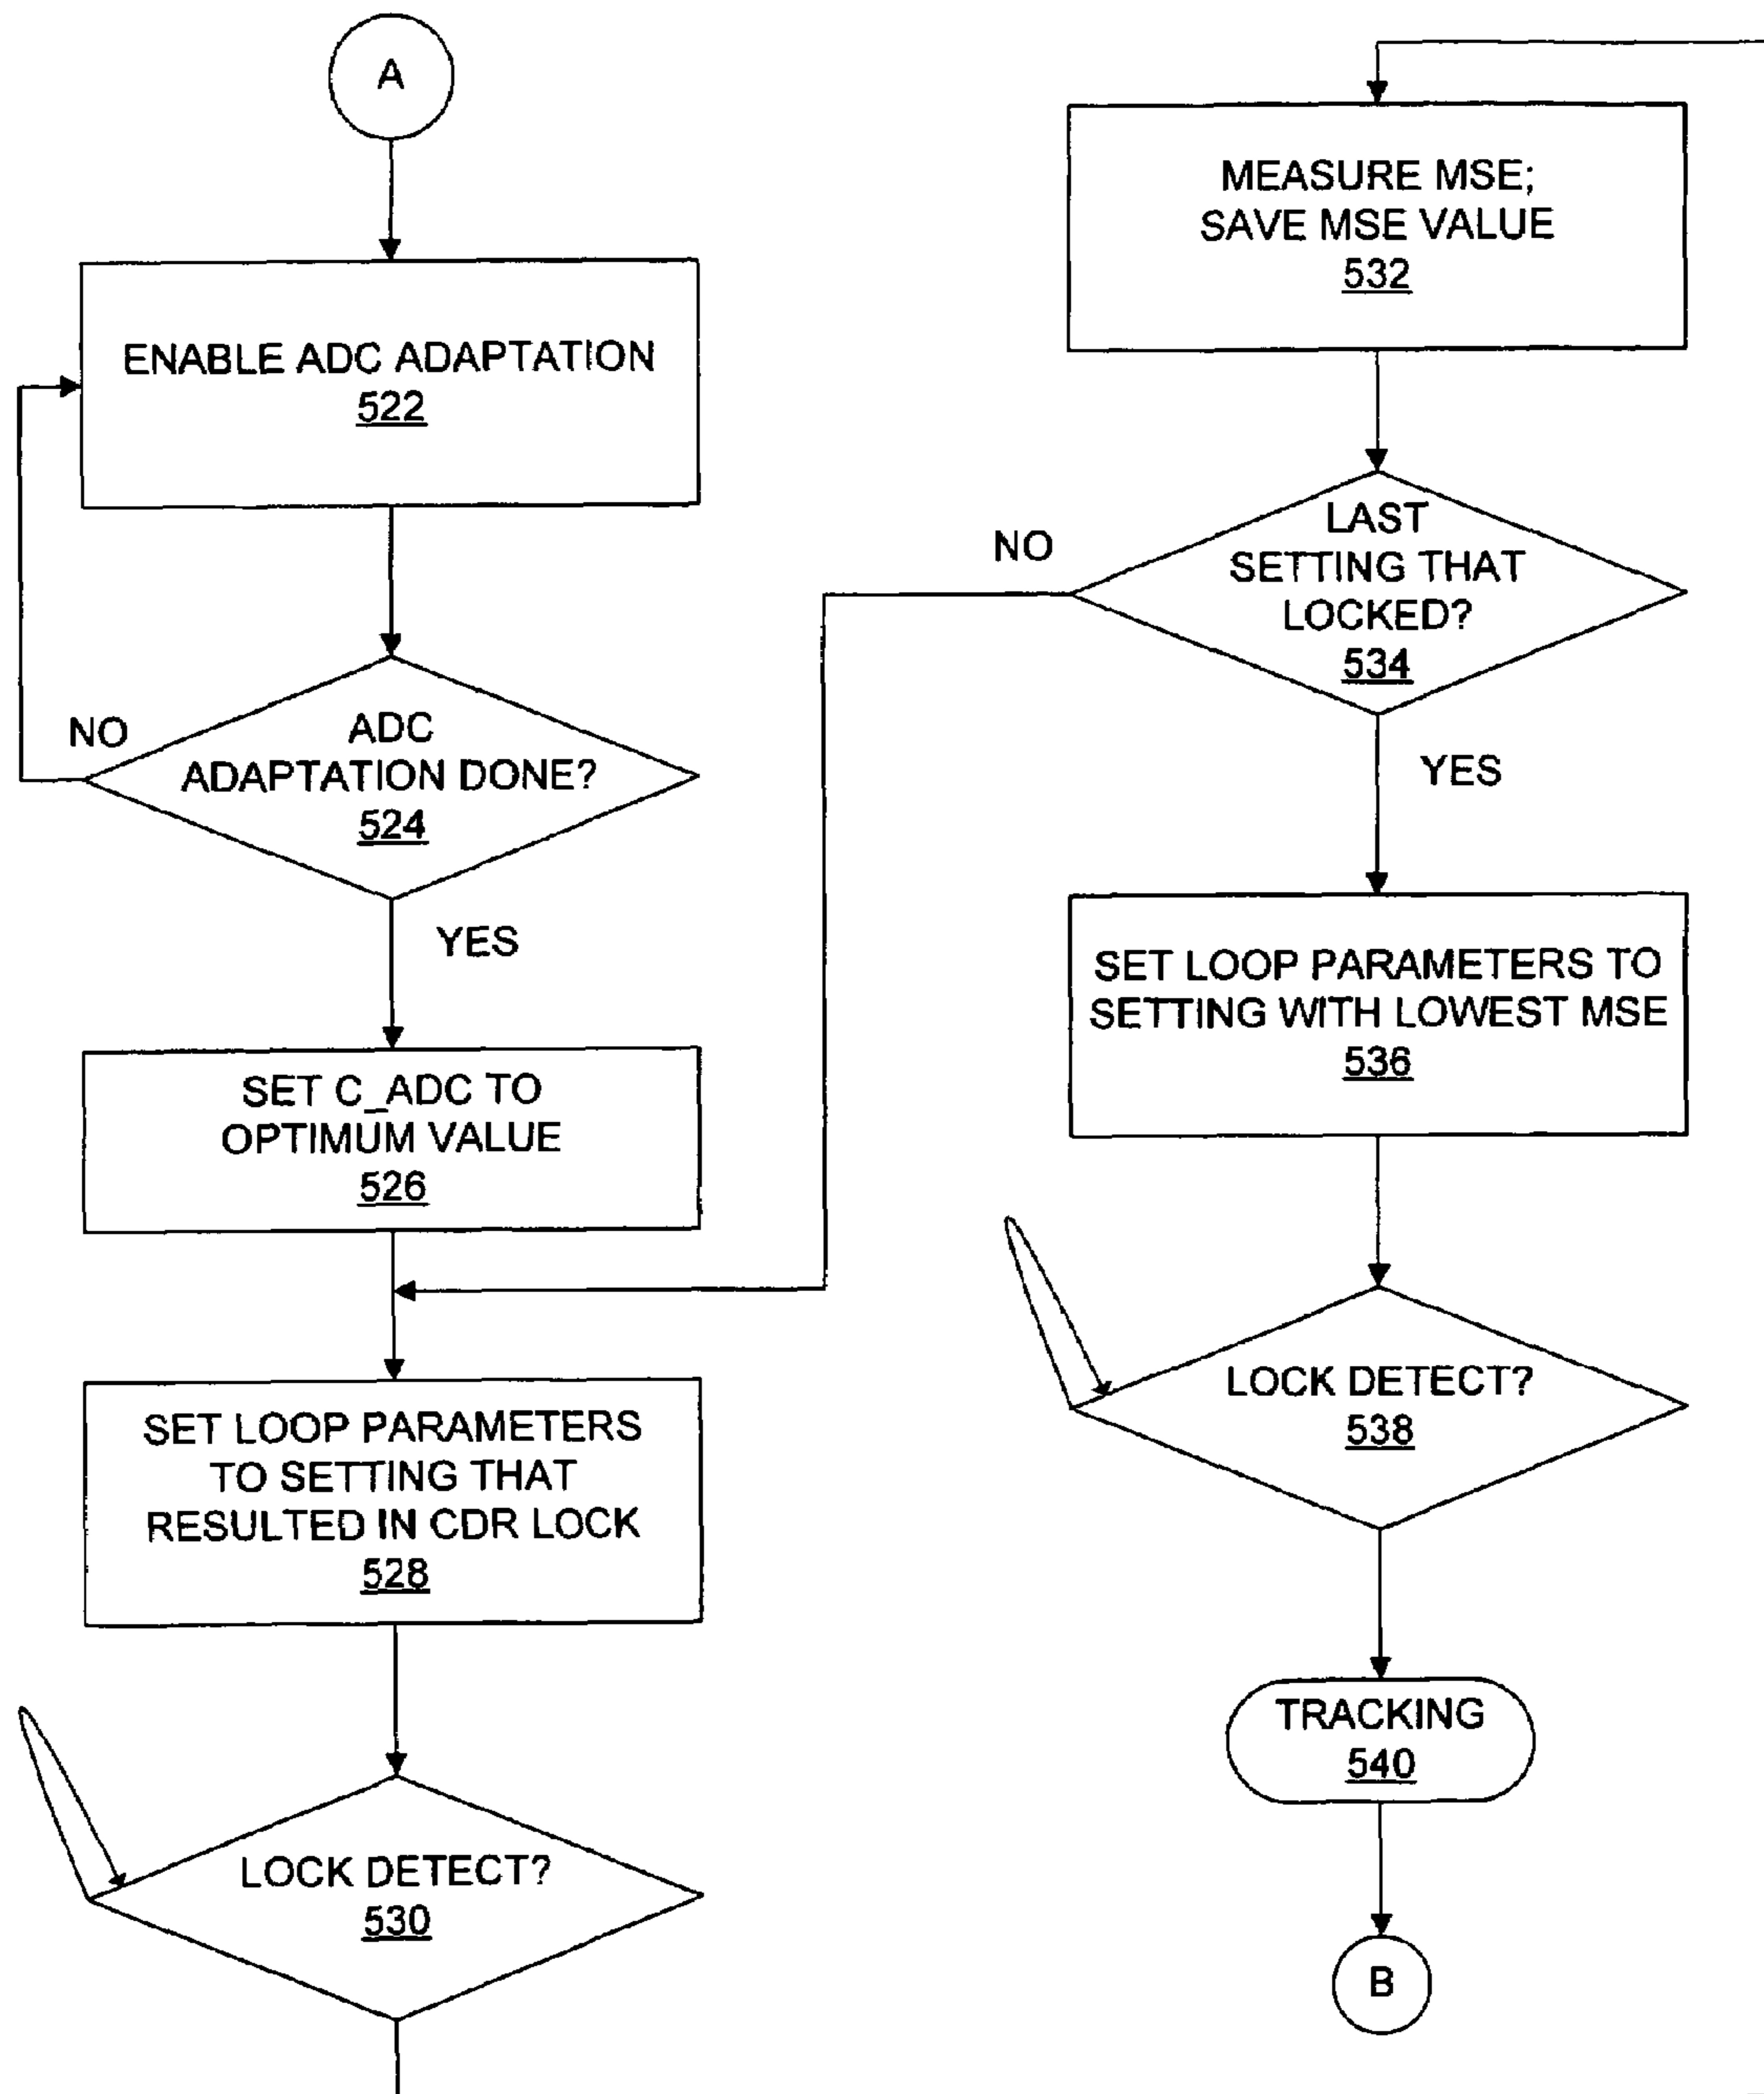 A
ENABLE ADC ADAPTATION
522
NO
ADC
ADAPTATION DONE?
524
YES
SET C_ADC TO
OPTIMUM VALUE
526
SET LOOP PARAMETERS
TO SETTING THAT
RESULTED IN CDR LOCK
528
LOCK DETECT?
530
MEASURE MSE;
SAVE MSE VALUE
532
NO
LAST
SETTING THAT
LOCKED?
534
YES
SET LOOP PARAMETERS TO
SETTING WITH LOWEST MSE
536
LOCK DETECT?
538
TRACKING
540
B